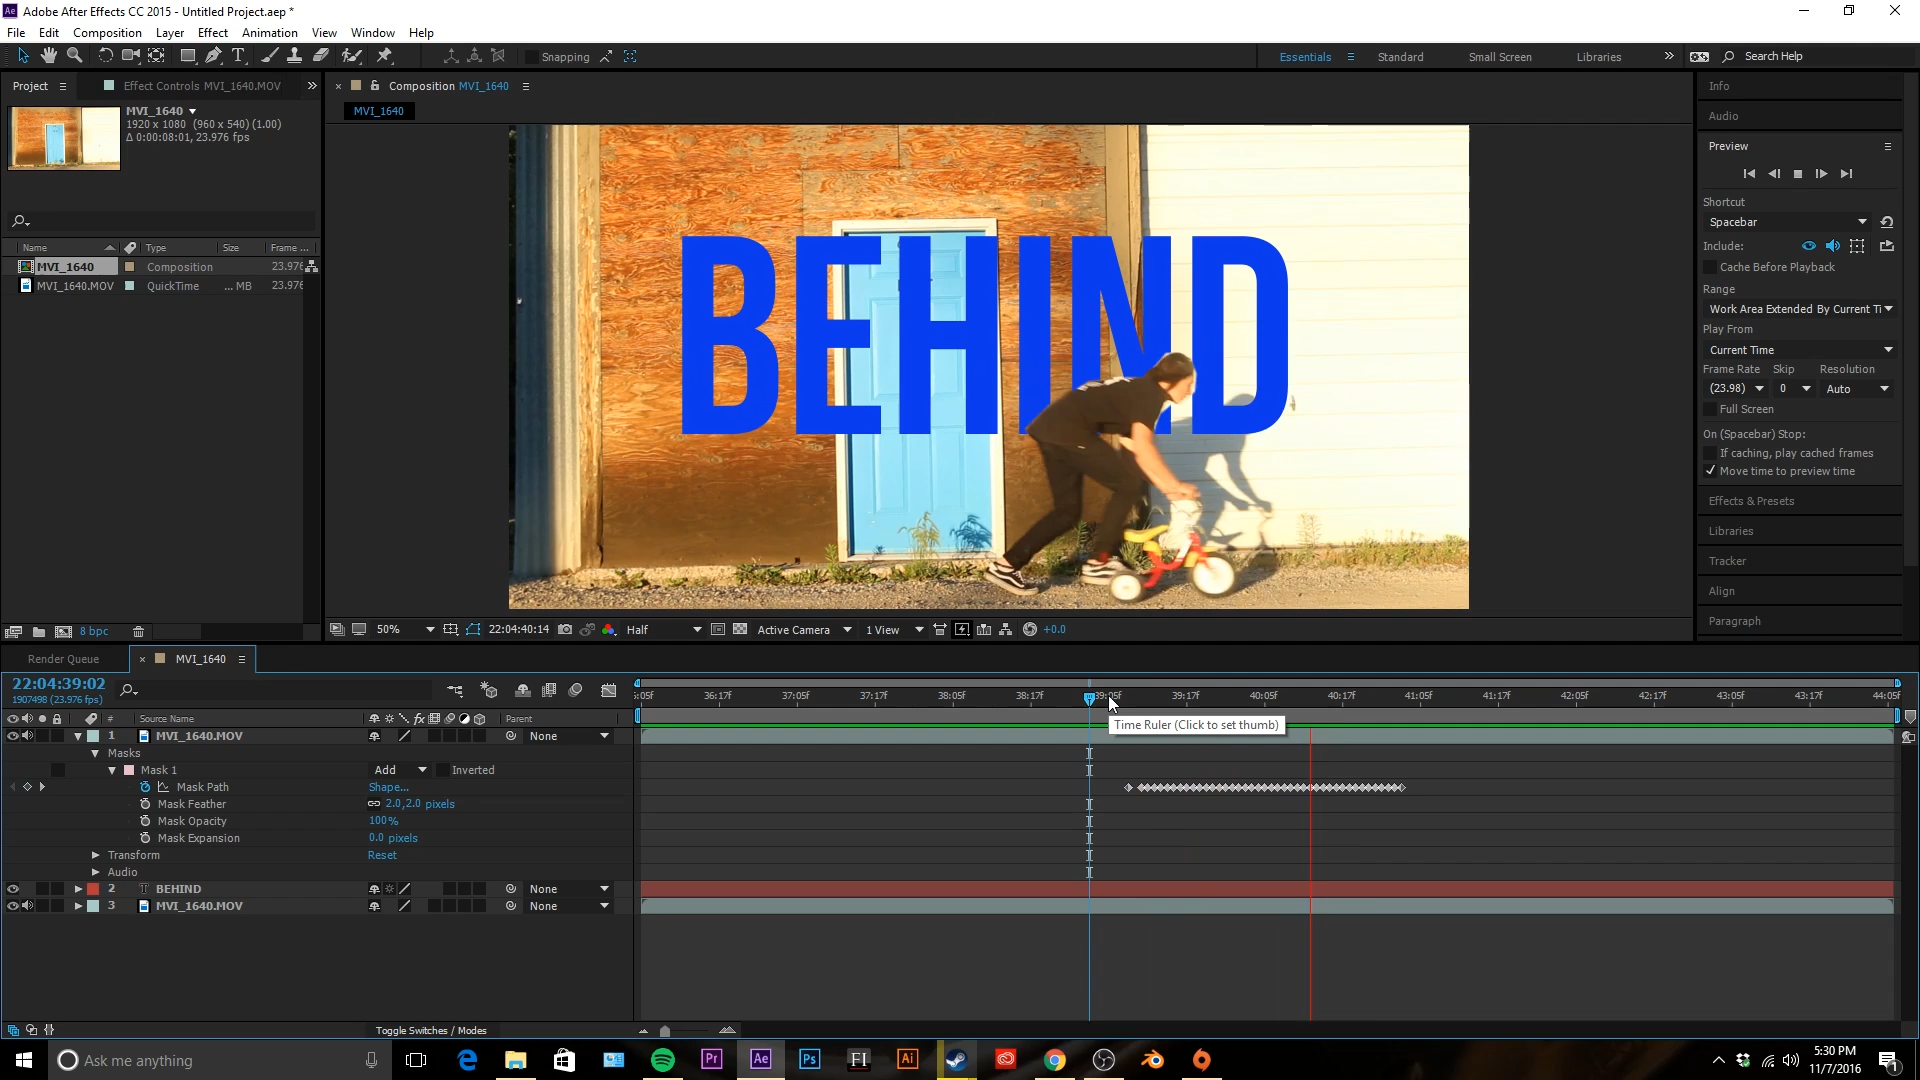 Ae Adobe After Effects CC 2015 - Untitled Project.aep *
File Edit Composition Layer Effect Animation View Window Help
Snapping
Essentials Standard Small Screen Libraries Search Help
Project Effect Controls MVI_1640.MOV
MVI_1640
1920 x 1080 (960 x 540) (1.00)
Δ 0:00:08:01, 23.976 fps
Name Type Size Frame ...
MVI_1640 Composition 23.976
MVI_1640.MOV QuickTime ... MB 23.976
8 bpc
Composition MVI_1640
MVI_1640
BEHIND
50% 22:04:40:14 Half Active Camera 1 View +0.0
Info
Audio
Preview
Shortcut
Spacebar
Include:
Cache Before Playback
Range
Work Area Extended By Current Ti
Play From
Current Time
Frame Rate Skip Resolution
(23.98) 0 Auto
Full Screen
On (Spacebar) Stop:
If caching, play cached frames
Move time to preview time
Effects & Presets
Libraries
Tracker
Align
Paragraph
Render Queue MVI_1640
22:04:39:02
1907498 (23.976 fps)
5:05f 36:17f 37:05f 37:17f 38:05f 38:17f 39:05f 39:17f 40:05f 40:17f 41:05f 41:17f 42:05f 42:17f 43:05f 43:17f 44:05f
# Source Name fx Parent
Time Ruler (Click to set thumb)
1 MVI_1640.MOV None
Masks
Mask 1 Add Inverted
Mask Path Shape...
Mask Feather 2.0,2.0 pixels
Mask Opacity 100%
Mask Expansion 0.0 pixels
Transform Reset
Audio
2 T BEHIND None
3 MVI_1640.MOV None
Toggle Switches / Modes
Ask me anything Pr Ae Ps FI Ai
5:30 PM
11/7/2016
1